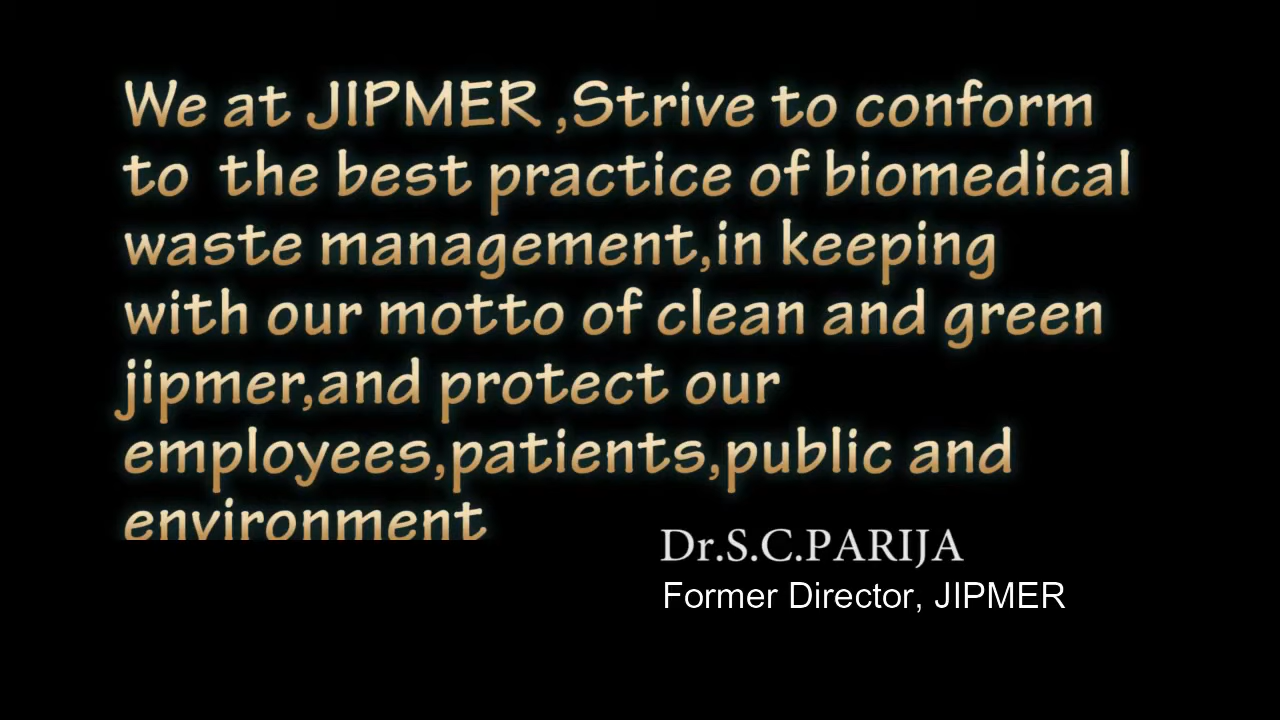 We at JIPMER ,Strive to conform
to  the best practice of biomedical
waste management,in keeping
with our motto of clean and green
jipmer,and protect our
employees,patients,public and
environment
Dr.S.C.PARIJA
Former Director, JIPMER